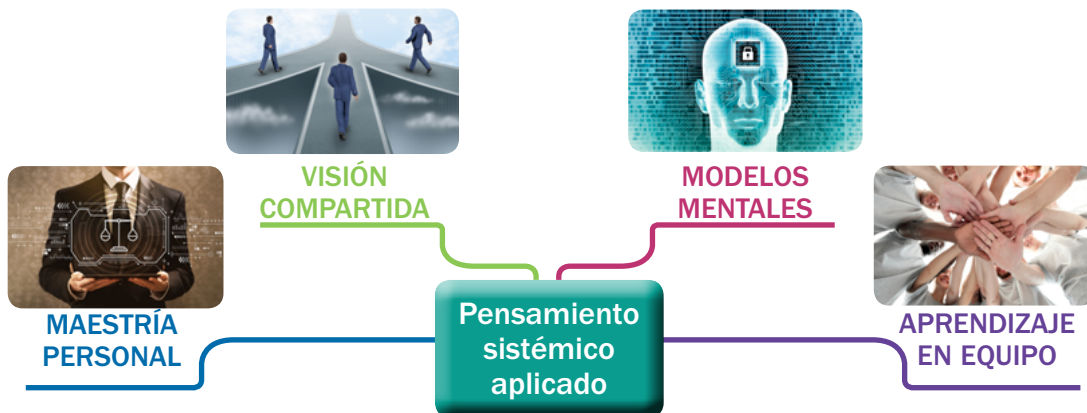 VISIÓN
COMPARTIDA
MODELOS
MENTALES
MAESTRÍA
PERSONAL
Pensamiento
sistémico
aplicado
APRENDIZAJE
EN EQUIPO